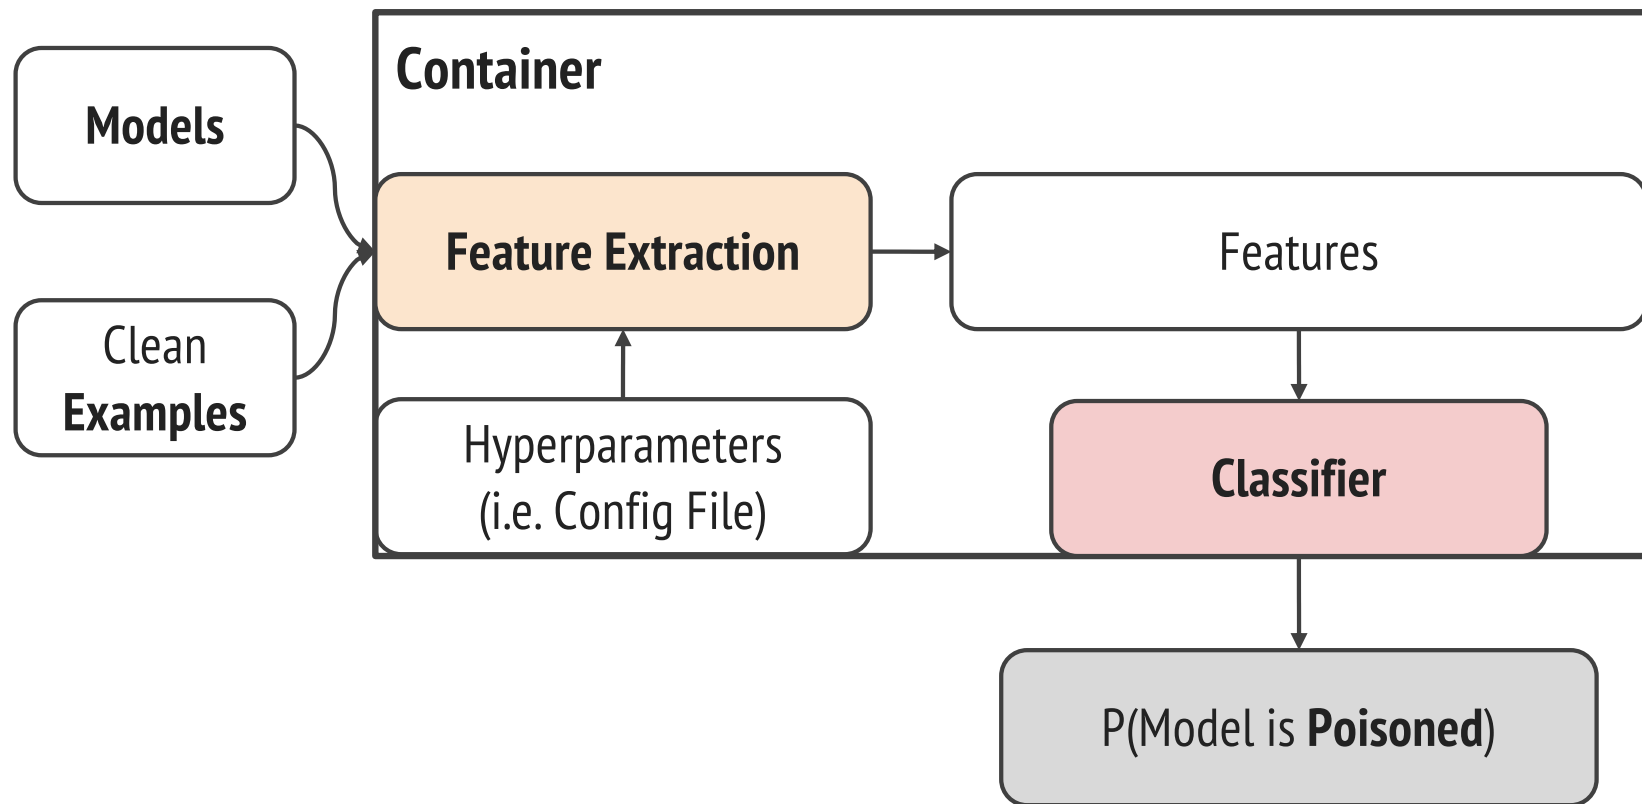 Container
Models
Feature Extraction
Features
Clean
Examples
Hyperparameters
(i.e. Config File)
Classifier
P(Model is Poisoned)